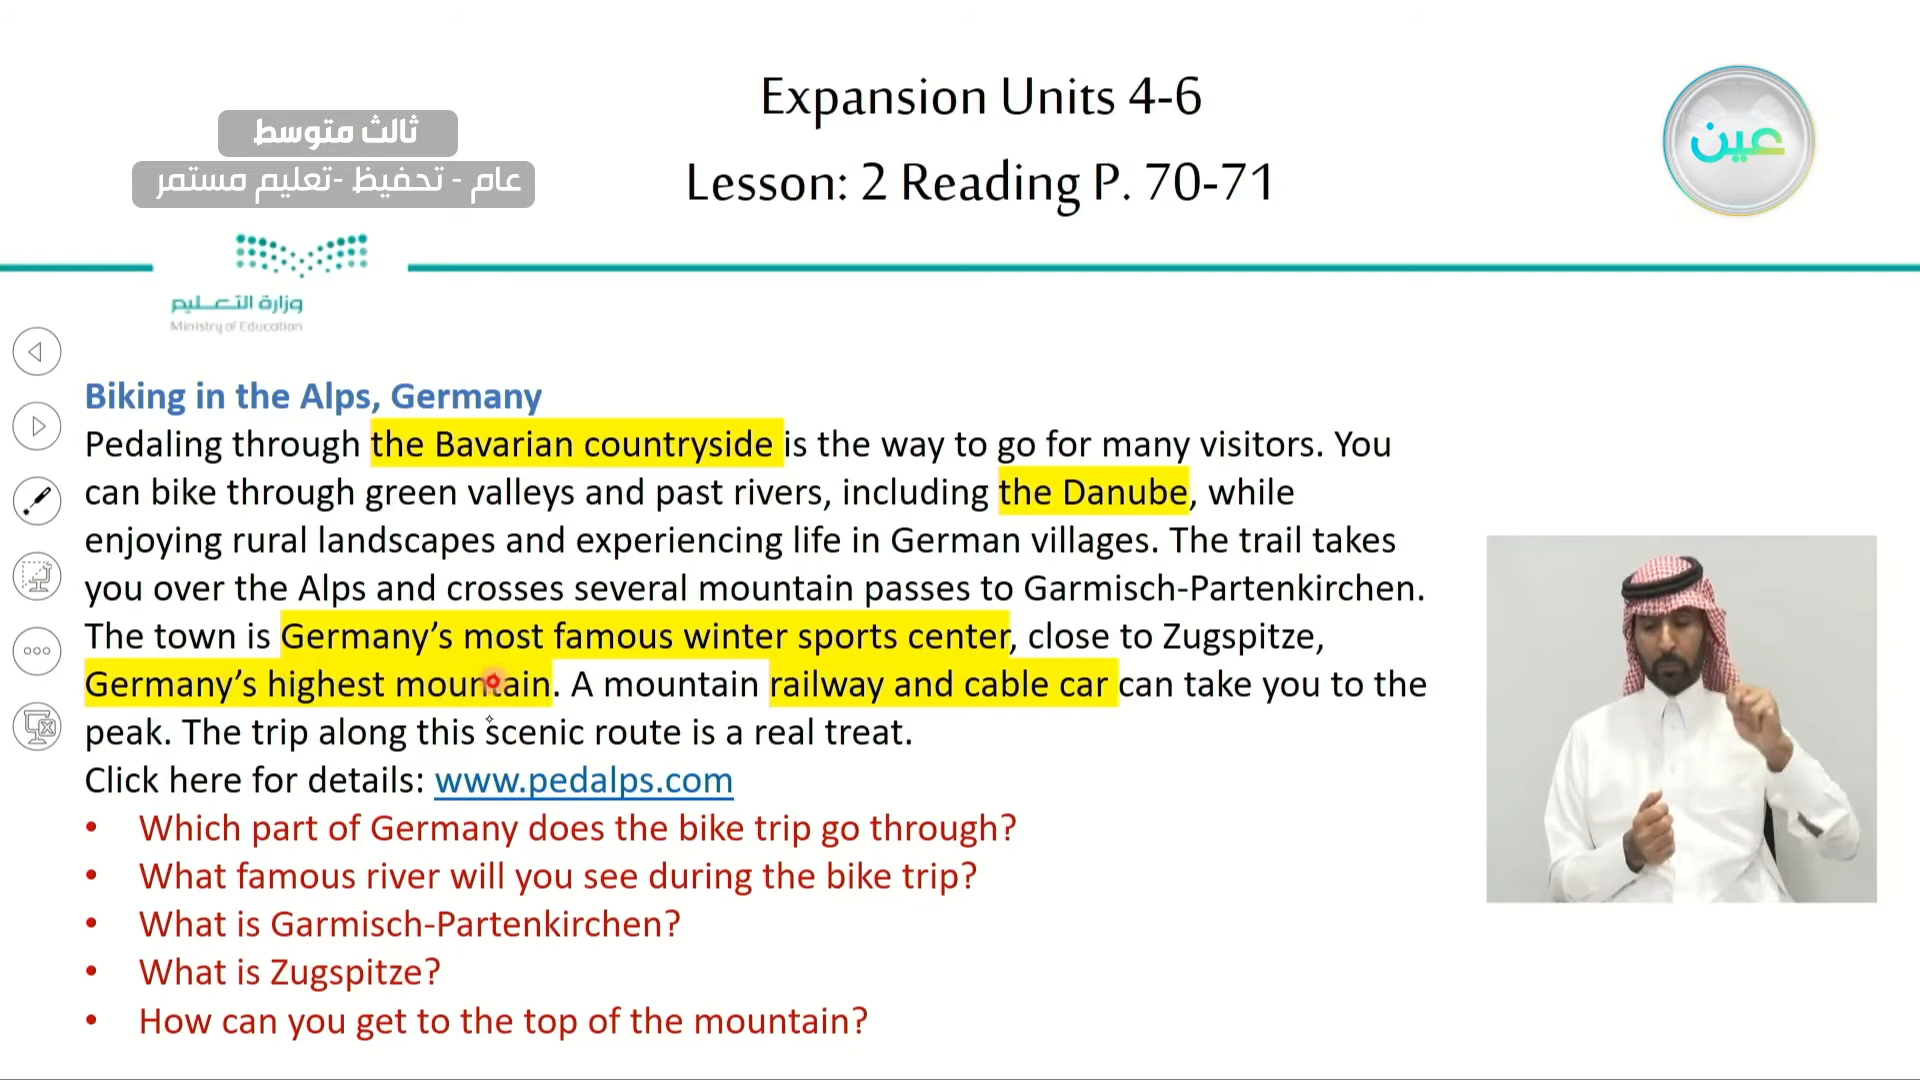 Expansion Units 4-6
Lesson: 2 Reading P. 70-71
ثالث متوسط
عام - تحفيظ -تعليم مستمر
عين
وزارة التعليم
Ministry of Education
Biking in the Alps, Germany
Pedaling through the Bavarian countryside is the way to go for many visitors. You
can bike through green valleys and past rivers, including the Danube, while
enjoying rural landscapes and experiencing life in German villages. The trail takes
you over the Alps and crosses several mountain passes to Garmisch-Partenkirchen.
The town is Germany’s most famous winter sports center, close to Zugspitze,
Germany’s highest mountain. A mountain railway and cable car can take you to the
peak. The trip along this scenic route is a real treat.
Click here for details: www.pedalps.com
• Which part of Germany does the bike trip go through?
• What famous river will you see during the bike trip?
• What is Garmisch-Partenkirchen?
• What is Zugspitze?
• How can you get to the top of the mountain?